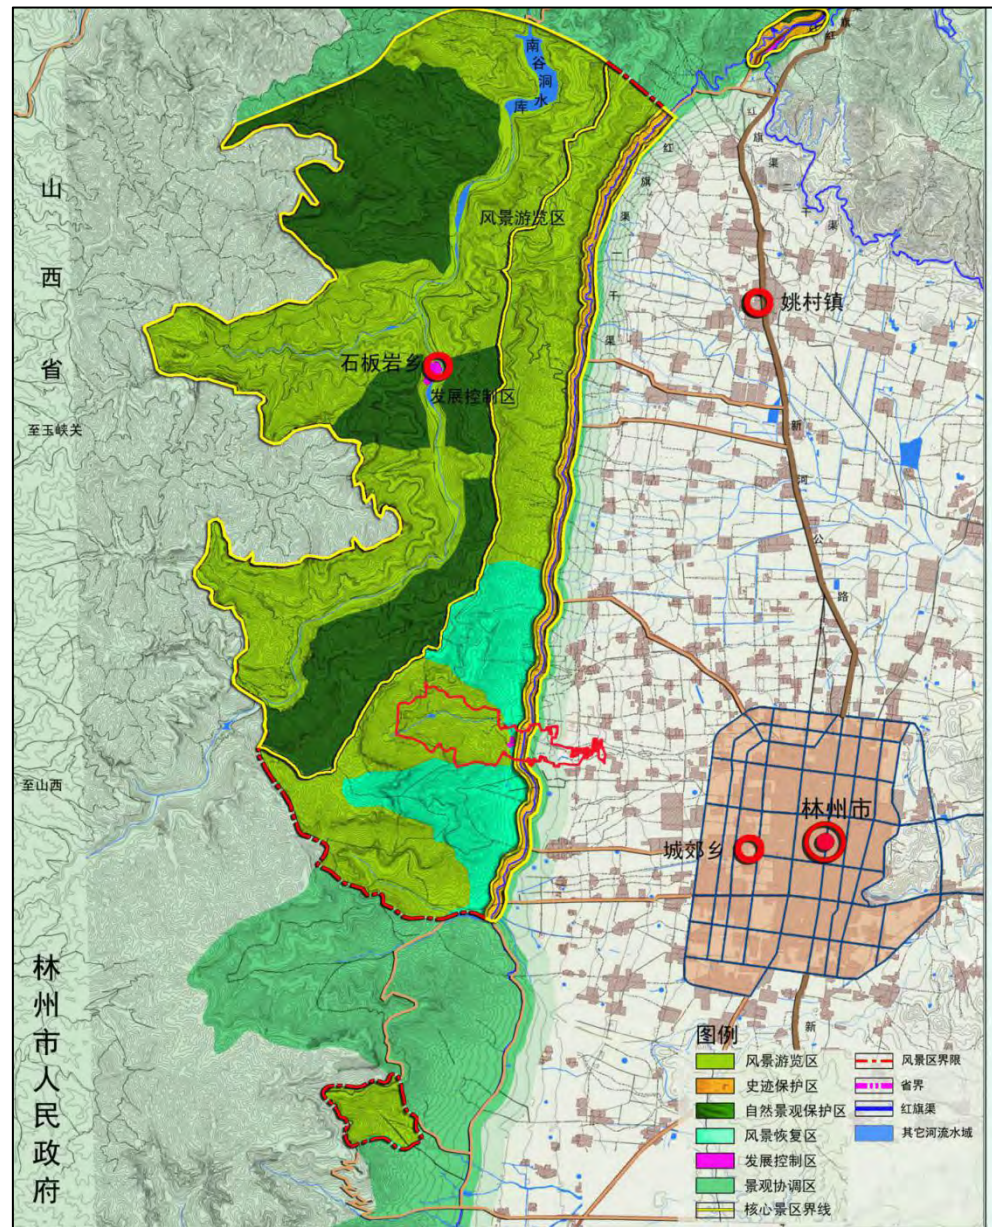 南谷洞水库
红旗渠
红旗渠二干渠
红旗渠一干渠
风景游览区
山西省
姚村镇
石板岩乡
发展控制区
至玉峡关
新河公路
至山西
林州市
城郊乡
林州市人民政府
新
图例
风景游览区
史迹保护区
自然景观保护区
风景恢复区
发展控制区
景观协调区
核心景区界线
风景区界限
省界
红旗渠
其它河流水域